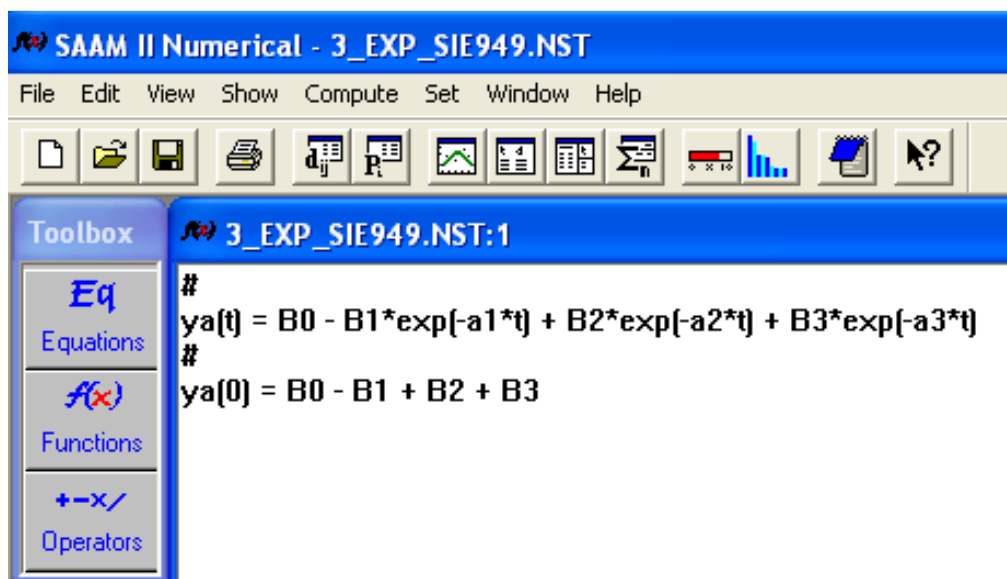 SAAM II Numerical - 3_EXP_SIE949.NST
File Edit View Show Compute Set Window Help
Toolbox
3_EXP_SIE949.NST:1
Eq
Equations
f(x)
Functions
+-x/
Operators
#
ya(t) = B0 - B1*exp(-a1*t) + B2*exp(-a2*t) + B3*exp(-a3*t)
#
ya(0) = B0 - B1 + B2 + B3